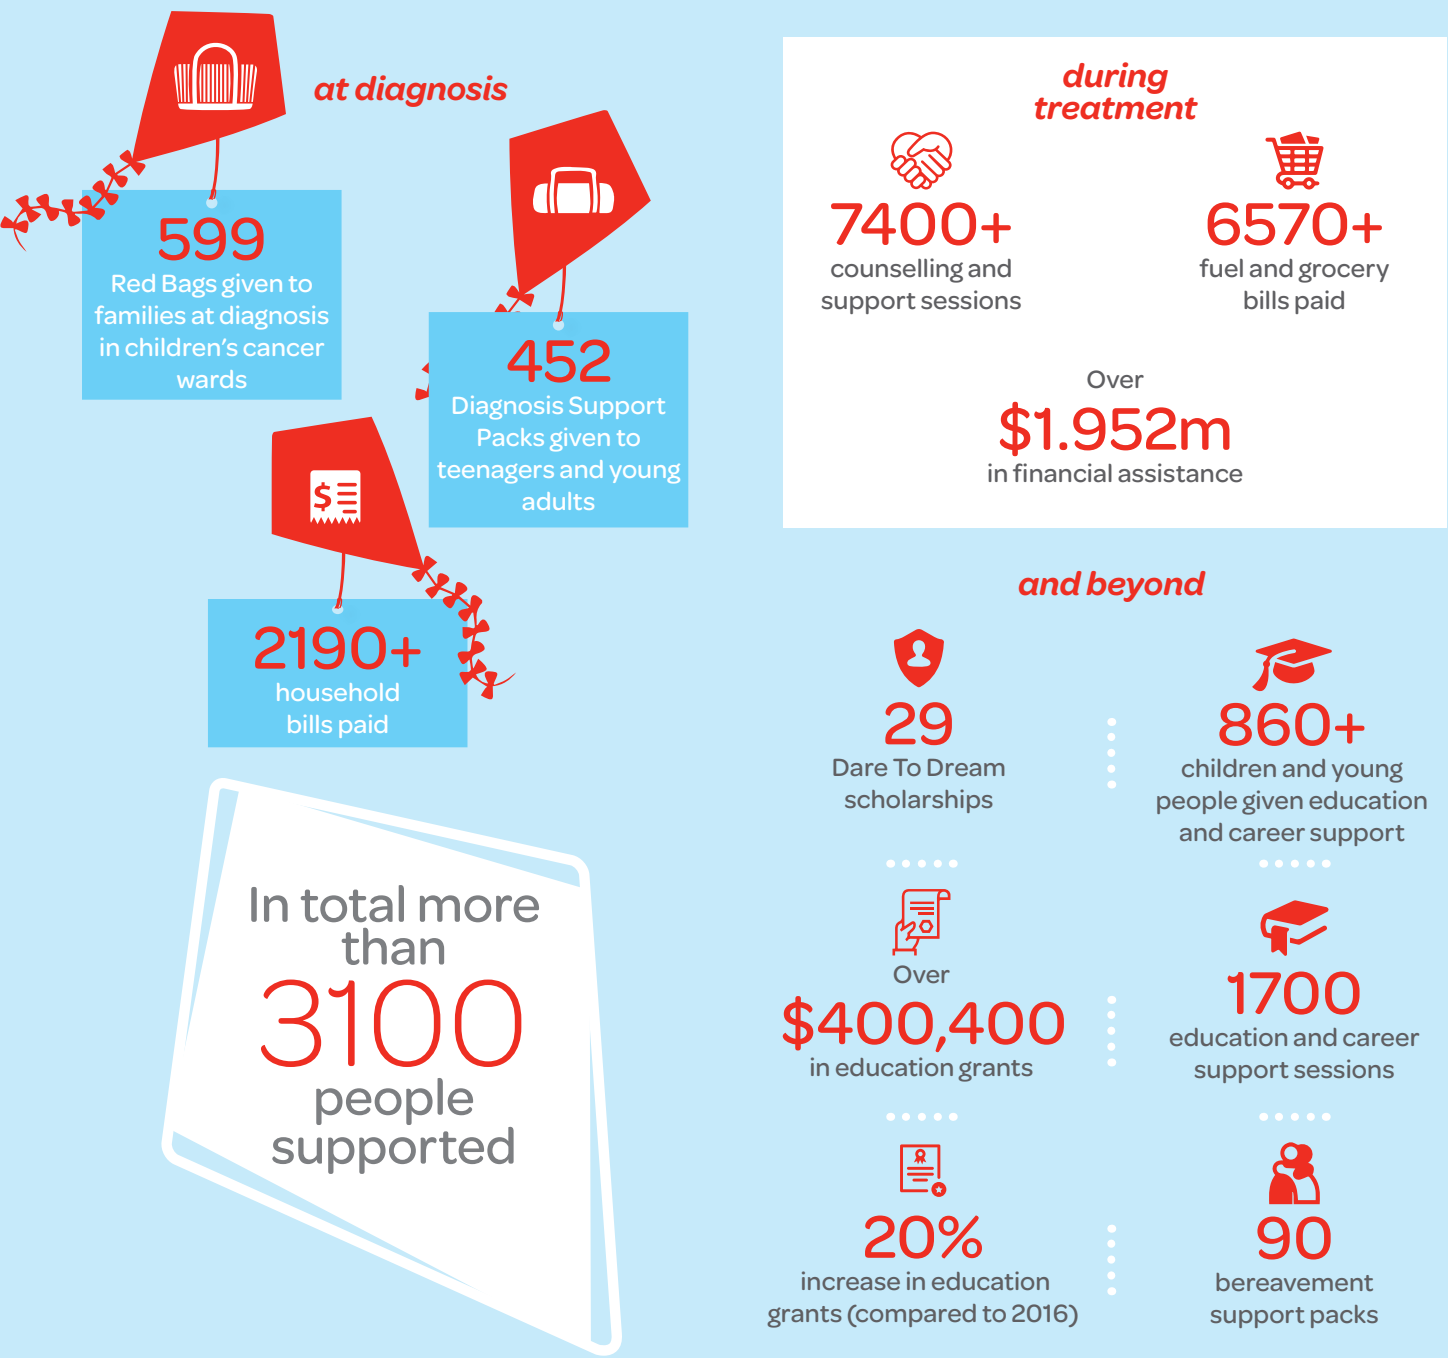 at diagnosis
599
Red Bags given to
families at diagnosis
in children’s cancer
wards
452
Diagnosis Support
Packs given to
teenagers and young
adults
$
2190+
household
bills paid
In total more
than
3100
people
supported
during
treatment
7400+
counselling and
support sessions
6570+
fuel and grocery
bills paid
Over
$1.952m
in financial assistance
and beyond
29
Dare To Dream
scholarships
860+
children and young
people given education
and career support
Over
$400,400
in education grants
1700
education and career
support sessions
20%
increase in education
grants (compared to 2016)
90
bereavement
support packs